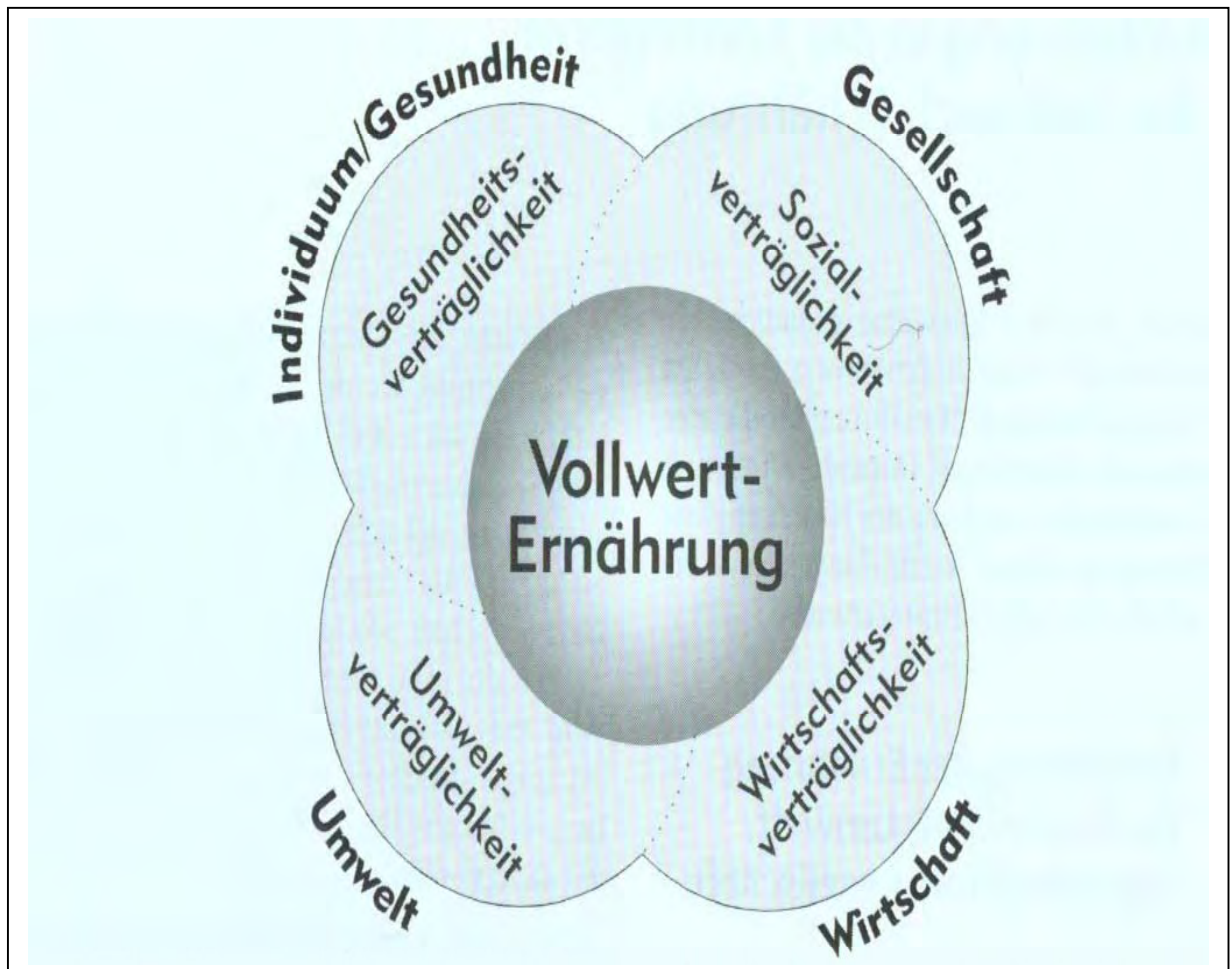 Individuum/Gesundheit
Gesundheits-
verträglichkeit
Gesellschaft
Sozial-
verträglichkeit
Vollwert-
Ernährung
Umwelt-
verträglichkeit
Umwelt
Wirtschafts-
verträglichkeit
Wirtschaft